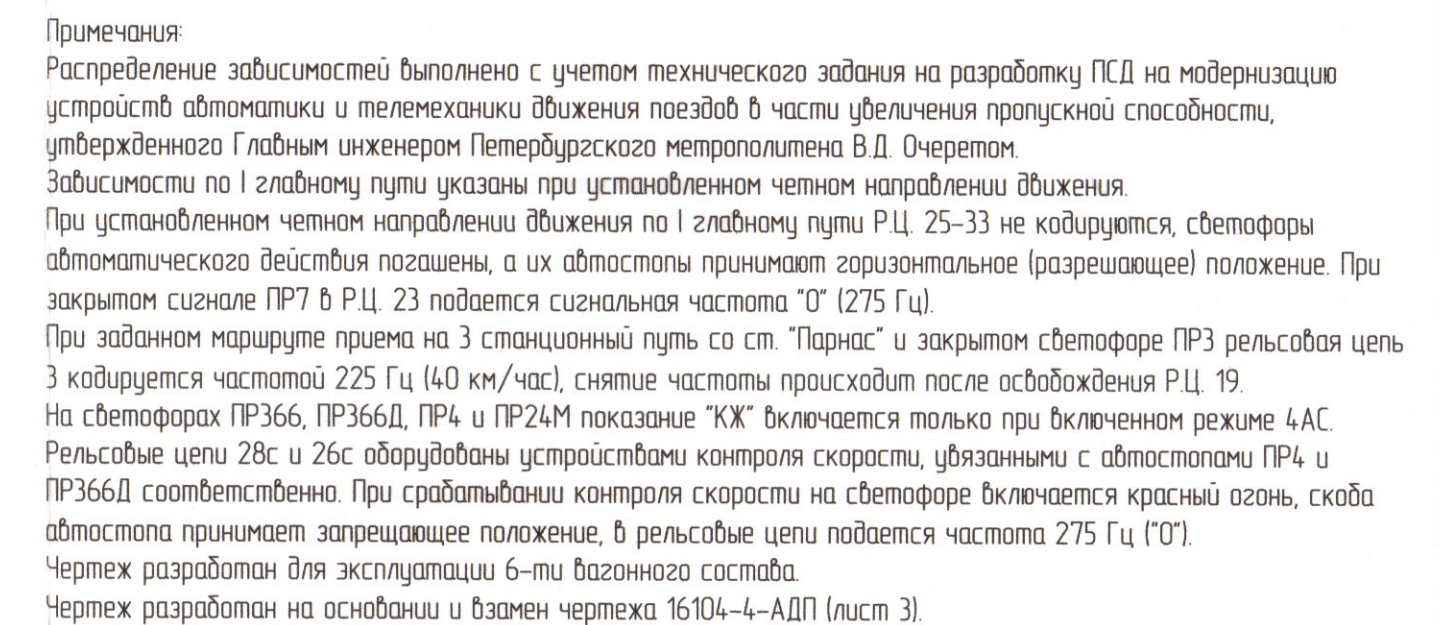 Примечания:
Распределение зависимостей выполнено с учетом технического задания на разработку ПСД на модернизацию
устройств автоматики и телемеханики движения поездов в части увеличения пропускной способности,
утвержденного Главным инженером Петербургского метрополитена В.Д. Очеретом.
Зависимости по I главному пути указаны при установленном четном направлении движения.
При установленном четном направлении движения по I главному пути Р.Ц. 25-33 не кодируются, светофоры
автоматического действия погашены, а их автостопы принимают горизонтальное (разрешающее) положение. При
закрытом сигнале ПР7 в Р.Ц. 23 подается сигнальная частота "0" (275 Гц).
При заданном маршруте приема на 3 станционный путь со ст. "Парнас" и закрытом светофоре ПР3 рельсовая цепь
3 кодируется частотой 225 Гц (40 км/час), снятие частоты происходит после освобождения Р.Ц. 19.
На светофорах ПР366, ПР366Д, ПР4 и ПР24М показание "КЖ" включается только при включенном режиме 4АС.
Рельсовые цепи 28с и 26с оборудованы устройствами контроля скорости, увязанными с автостопами ПР4 и
ПР366Д соответственно. При срабатывании контроля скорости на светофоре включается красный огонь, скоба
автостопа принимает запрещающее положение, в рельсовые цепи подается частота 275 Гц ("0").
Чертеж разработан для эксплуатации 6-ти вагонного состава.
Чертеж разработан на основании и взамен чертежа 16104-4-АДП (лист 3).